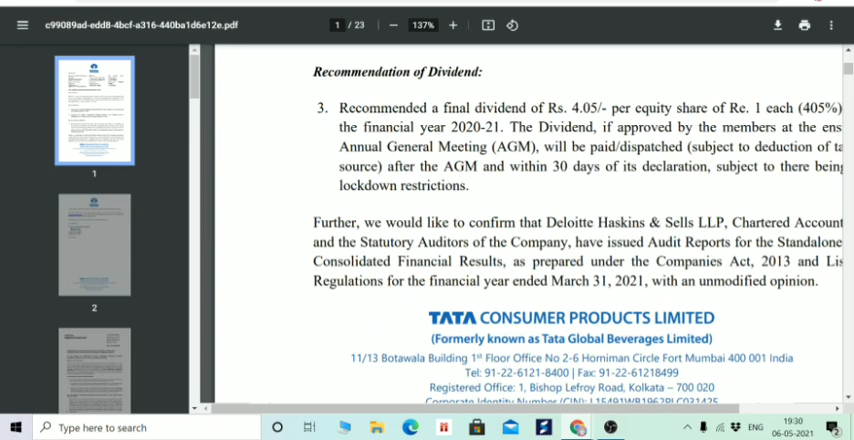 c99089ad-edd8-4bcf-a316-440ba1d6e12e.pdf
1 / 23
137%
Recommendation of Dividend:
3. Recommended a final dividend of Rs. 4.05/- per equity share of Re. 1 each (405%)
the financial year 2020-21. The Dividend, if approved by the members at the ens
Annual General Meeting (AGM), will be paid/dispatched (subject to deduction of ta
source) after the AGM and within 30 days of its declaration, subject to there being
lockdown restrictions.
Further, we would like to confirm that Deloitte Haskins & Sells LLP, Chartered Account
and the Statutory Auditors of the Company, have issued Audit Reports for the Standalone
Consolidated Financial Results, as prepared under the Companies Act, 2013 and Lis
Regulations for the financial year ended March 31, 2021, with an unmodified opinion.
TATA CONSUMER PRODUCTS LIMITED
(Formerly known as Tata Global Beverages Limited)
11/13 Botawala Building 1st Floor Office No 2-6 Horniman Circle Fort Mumbai 400 001 India
Tel: 91-22-6121-8400 | Fax: 91-22-61218499
Registered Office: 1, Bishop Lefroy Road, Kolkata – 700 020
Corporate Identity Number (CIN): L15491WB1962PLC031425
1
2
Type here to search
ENG
19:30
06-05-2021
2